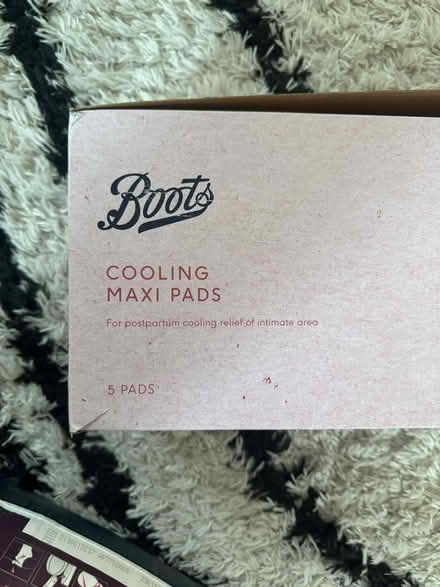 Boots
COOLING
MAXI PADS
For postpartum cooling relief of intimate area
5 PADS